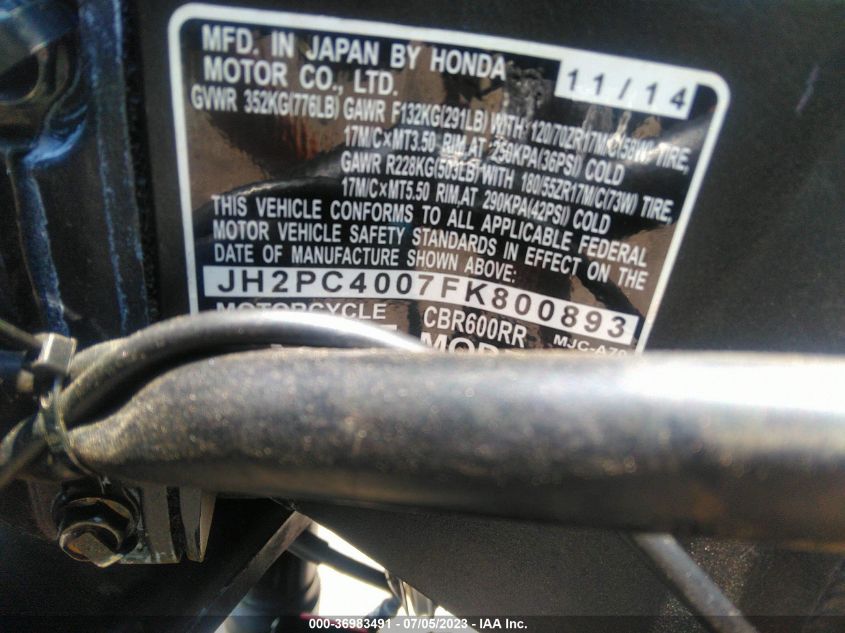 MFD. IN JAPAN BY HONDA
MOTOR CO., LTD. 11/14
GVWR 352KG(776LB) GAWR F132KG(291LB) WITH 120/70ZR17M/C(58W) TIRE,
17M/C×MT3.50 RIM,AT 250KPA(36PSI) COLD
GAWR R228KG(503LB) WITH 180/55ZR17M/C(73W) TIRE,
17M/C×MT5.50 RIM,AT 290KPA(42PSI) COLD
THIS VEHICLE CONFORMS TO ALL APPLICABLE FEDERAL
MOTOR VEHICLE SAFETY STANDARDS IN EFFECT ON THE
DATE OF MANUFACTURE SHOWN ABOVE:
JH2PC4007FK800893
MOTORCYCLE CBR600RR MJC-A70
000-36983491 - 07/05/2023 - © IAA Inc.